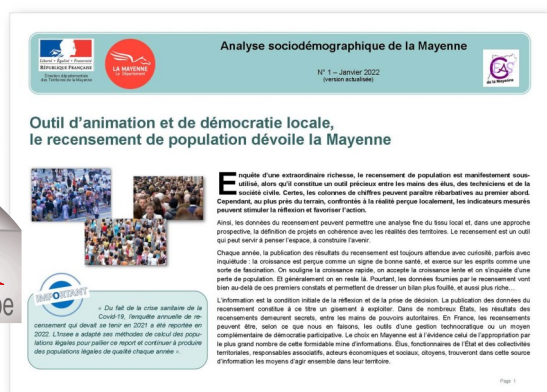 Analyse sociodémographique de la Mayenne
Liberté • Égalité • Fraternité
RÉPUBLIQUE FRANÇAISE
Direction départementale
des Territoires de la Mayenne
LA MAYENNE
Le Département
N° 1 – Janvier 2022
(version actualisée)
de la Mayenne
Outil d'animation et de démocratie locale,
le recensement de population dévoile la Mayenne
Enquête d'une extraordinaire richesse, le recensement de population est manifestement sous-
utilisé, alors qu'il constitue un outil précieux entre les mains des élus, des techniciens et de la
société civile. Certes, les colonnes de chiffres peuvent paraître rébarbatives au premier abord.
Cependant, au plus près du terrain, confrontés à la réalité perçue localement, les indicateurs mesurés
peuvent stimuler la réflexion et favoriser l'action.
Ainsi, les données du recensement peuvent permettre une analyse fine du tissu local et, dans une approche
prospective, la définition de projets en cohérence avec les réalités des territoires. Le recensement est un outil
qui peut servir à penser l'espace, à construire l'avenir.
Chaque année, la publication des résultats du recensement est toujours attendue avec curiosité, parfois avec
inquiétude : la croissance est perçue comme un signe de bonne santé, et exerce sur les esprits comme une
sorte de fascination. On souligne la croissance rapide, on accepte la croissance lente et on s'inquiète d'une
perte de population. Et généralement on en reste là. Pourtant, les données fournies par le recensement vont
bien au-delà de ces premiers constats et permettent de dresser un bilan plus fouillé, et aussi plus riche…
L'information est la condition initiale de la réflexion et de la prise de décision. La publication des données du
recensement constitue à ce titre un gisement à exploiter. Dans de nombreux États, les résultats des
recensements demeurent secrets, entre les mains de pouvoirs autoritaires. En France, les recensements
peuvent être, selon ce que nous en faisons, les outils d'une gestion technocratique ou un moyen
complémentaire de démocratie participative. Le choix en Mayenne est à l'évidence celui de l'appropriation par
le plus grand nombre de cette formidable mine d'informations. Élus, fonctionnaires de l'État et des collectivités
territoriales, responsables associatifs, acteurs économiques et sociaux, citoyens, trouveront dans cette source
d'information les moyens d'agir ensemble dans leur territoire.
IMPORTANT
« Du fait de la crise sanitaire de la
Covid-19, l'enquête annuelle de re-
censement qui devait se tenir en 2021 a été reportée en
2022. L'Insee a adapté ses méthodes de calcul des popu-
lations légales pour pallier ce report et continuer à produire
des populations légales de qualité chaque année ».
Page 1